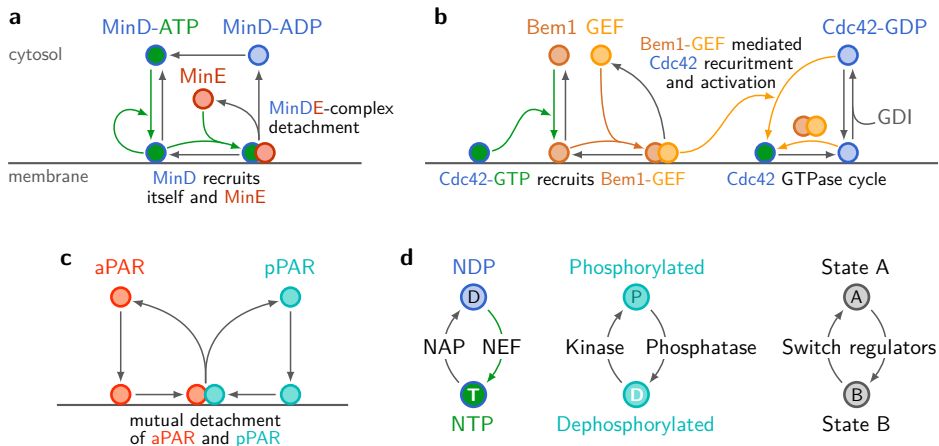 a
MinD-ATP MinD-ADP
cytosol
MinE
MinDE-complex
detachment
membrane
MinD recruits
itself and MinE
b
Bem1 GEF
Bem1-GEF mediated
Cdc42 recuritment
and activation
Cdc42-GDP
GDI
Cdc42-GTP recruits Bem1-GEF
Cdc42 GTPase cycle
c
aPAR pPAR
mutual detachment
of aPAR and pPAR
d
NDP
D
NAP NEF
T
NTP
Phosphorylated
P
Kinase Phosphatase
D
Dephosphorylated
State A
A
Switch regulators
B
State B